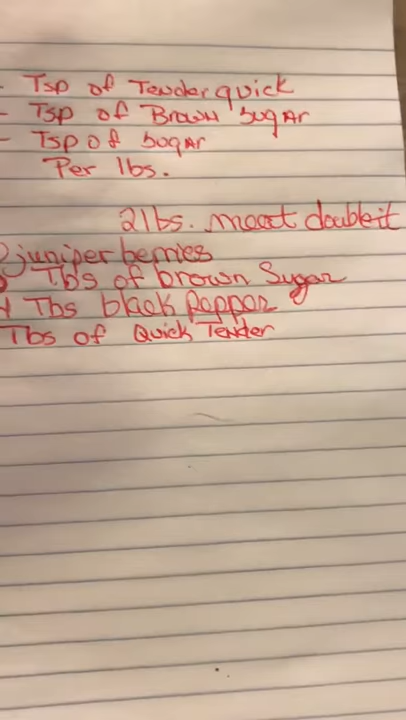 - Tsp of Tenderquick
- Tsp of Brown sugar
- Tsp of sugar
Per lbs.
2lbs. meat double it
juniper berries
Tbs of brown Sugar
Tbs black Pepper
Tbs of Quick Tender